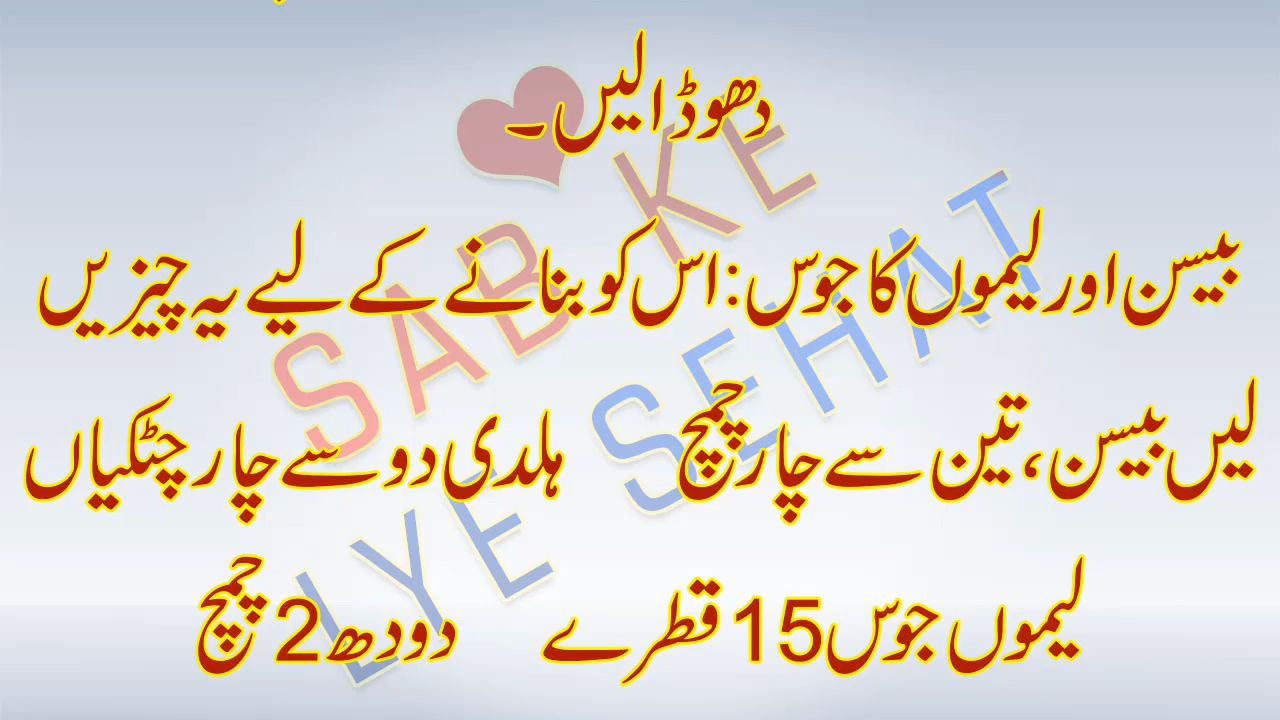 دھوڈالیں۔
بیسن اور لیموں کا جوس: اس کو بنانے کے لیے یہ چیزیں
لیں بیسن، تین سے چار چمچ ہلدی دو سے چار چٹکیاں
لیموں جوس 15 قطرے دودھ 2 چمچ
SAB KE
LYE SEHAT